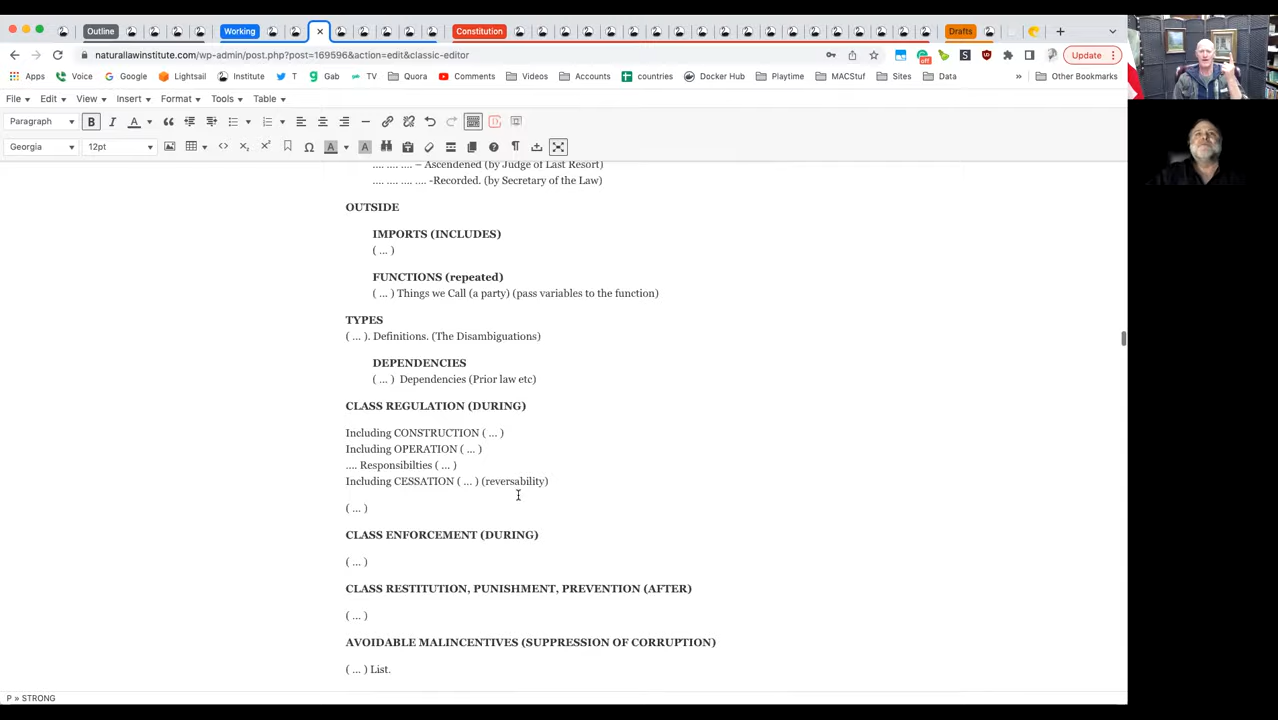 Outline
Working
Constitution
Drafts
naturallawinstitute.com/wp-admin/post.php?post=169596&action=edit&classic-editor
Update
Apps Voice Google Lightsail Institute Twitter Gab TV Quora Comments Videos Accounts countries Docker Hub Playtime MACStuf Sites Data » Other Bookmarks
File Edit View Insert Format Tools Table
Paragraph B I A
Georgia 12pt A A
.... .... .... – Ascendened (by Judge of Last Resort)
.... .... .... .... -Recorded. (by Secretary of the Law)
OUTSIDE
IMPORTS (INCLUDES)
( ... )
FUNCTIONS (repeated)
( ... ) Things we Call (a party) (pass variables to the function)
TYPES
( ... ). Definitions. (The Disambiguations)
DEPENDENCIES
( ... ) Dependencies (Prior law etc)
CLASS REGULATION (DURING)
Including CONSTRUCTION ( ... )
Including OPERATION ( ... )
.... Responsibilties ( ... )
Including CESSATION ( ... ) (reversability)
( ... )
CLASS ENFORCEMENT (DURING)
( ... )
CLASS RESTITUTION, PUNISHMENT, PREVENTION (AFTER)
( ... )
AVOIDABLE MALINCENTIVES (SUPPRESSION OF CORRUPTION)
( ... ) List.
P » STRONG